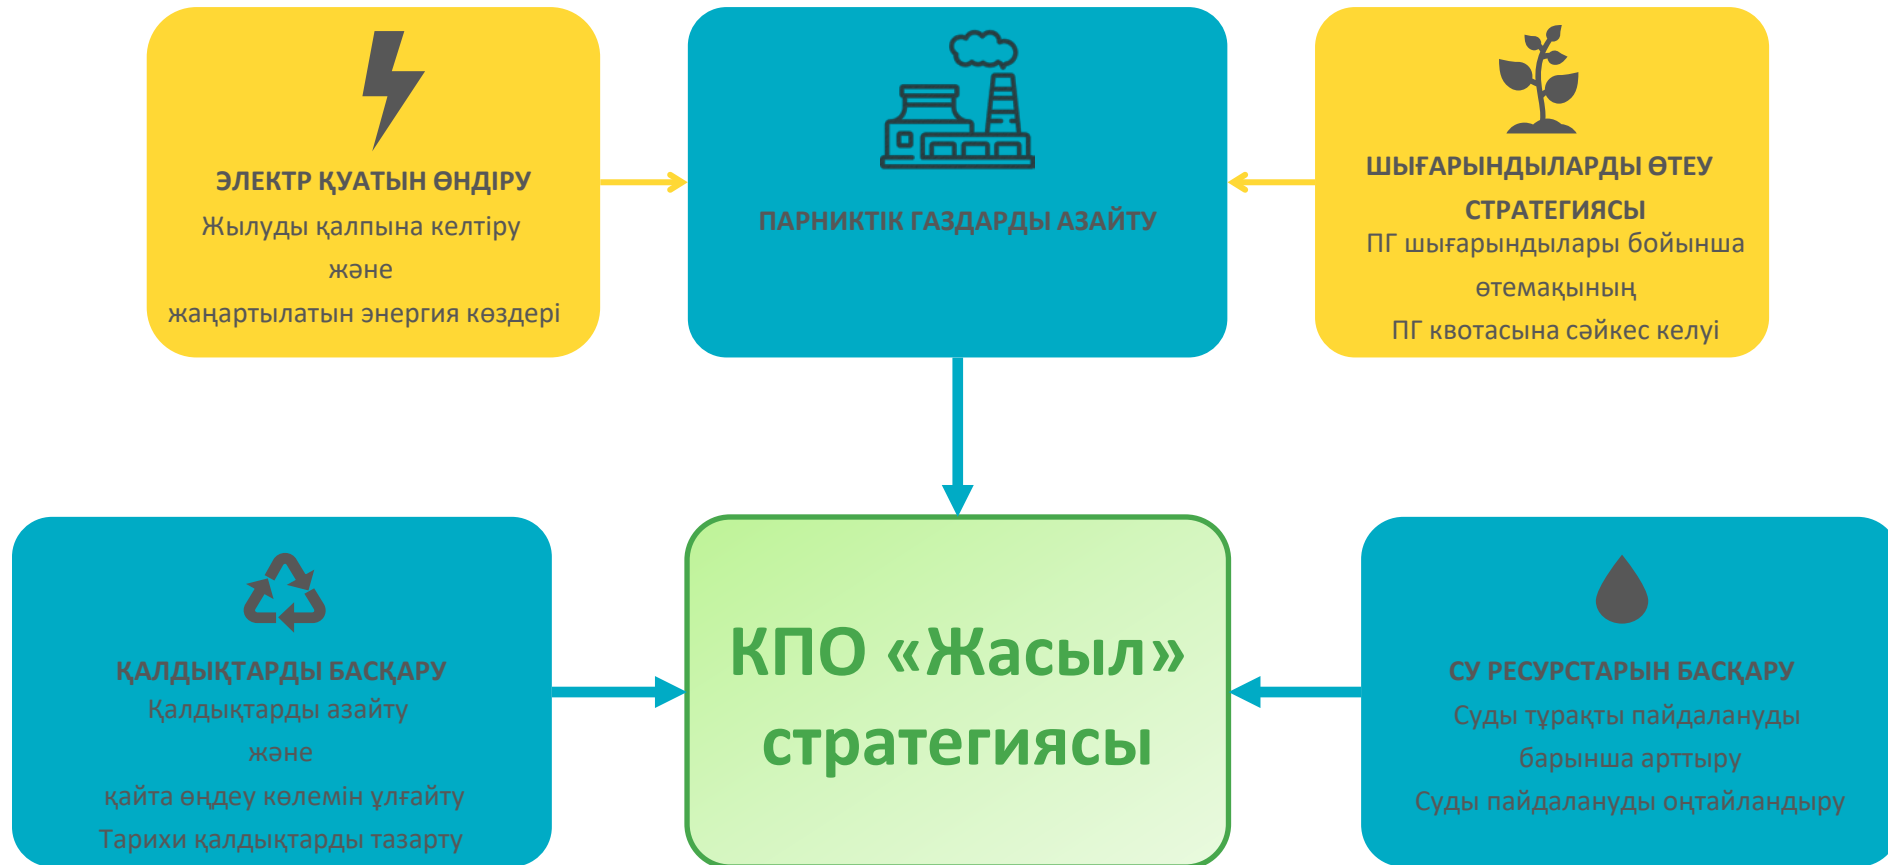 ЭЛЕКТР ҚУАТЫН ӨНДІРУ
Жылуды қалпына келтіру
және
жаңартылатын энергия көздері
ПАРНИКТІК ГАЗДАРДЫ АЗАЙТУ
ШЫҒАРЫНДЫЛАРДЫ ӨТЕУ
СТРАТЕГИЯСЫ
ПГ шығарындылары бойынша
өтемақының
ПГ квотасына сәйкес келуі
ҚАЛДЫҚТАРДЫ БАСҚАРУ
Қалдықтарды азайту
және
қайта өңдеу көлемін ұлғайту
Тарихи қалдықтарды тазарту
КПО «Жасыл»
стратегиясы
СУ РЕСУРСТАРЫН БАСҚАРУ
Суды тұрақты пайдалануды
барынша арттыру
Суды пайдалануды оңтайландыру